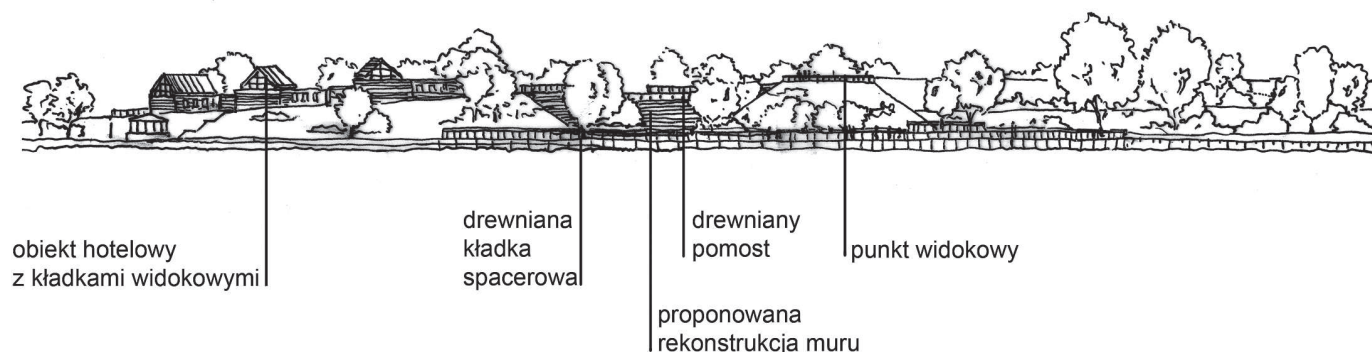 obiekt hotelowy
z kładkami widokowymi
drewniana
kładka
spacerowa
proponowana
rekonstrukcja muru
drewniany
pomost
punkt widokowy